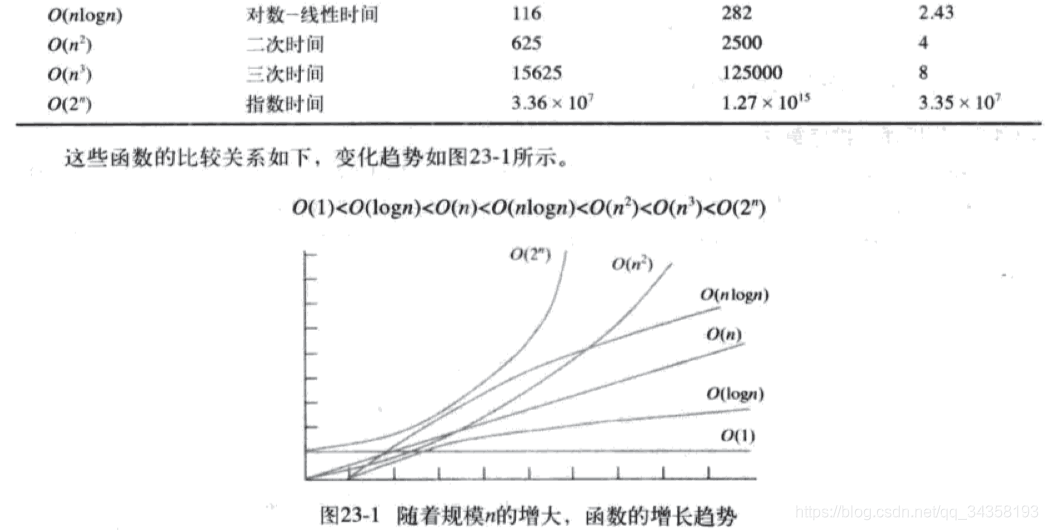 O(nlogn) 对数-线性时间 116 282 2.43
O(n²) 二次时间 625 2500 4
O(n³) 三次时间 15625 125000 8
O(2ⁿ) 指数时间 3.36 × 10⁷ 1.27 × 10¹⁵ 3.35 × 10⁷
这些函数的比较关系如下，变化趋势如图23-1所示。
O(1)<O(logn)<O(n)<O(nlogn)<O(n²)<O(n³)<O(2ⁿ)
O(2ⁿ)
O(n²)
O(nlogn)
O(n)
O(logn)
O(1)
图23-1 随着规模n的增大，函数的增长趋势
https://blog.csdn.net/qq_34358193